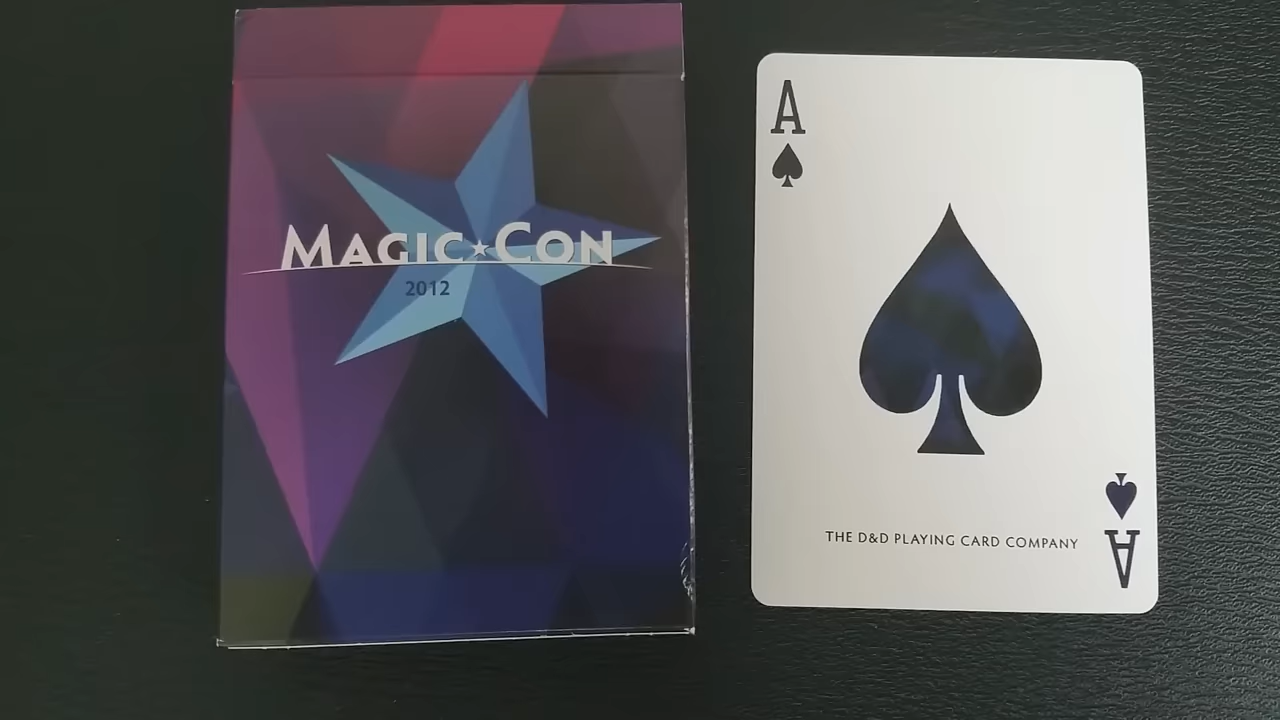 MAGIC★CON
2012
A
THE D&D PLAYING CARD COMPANY
A